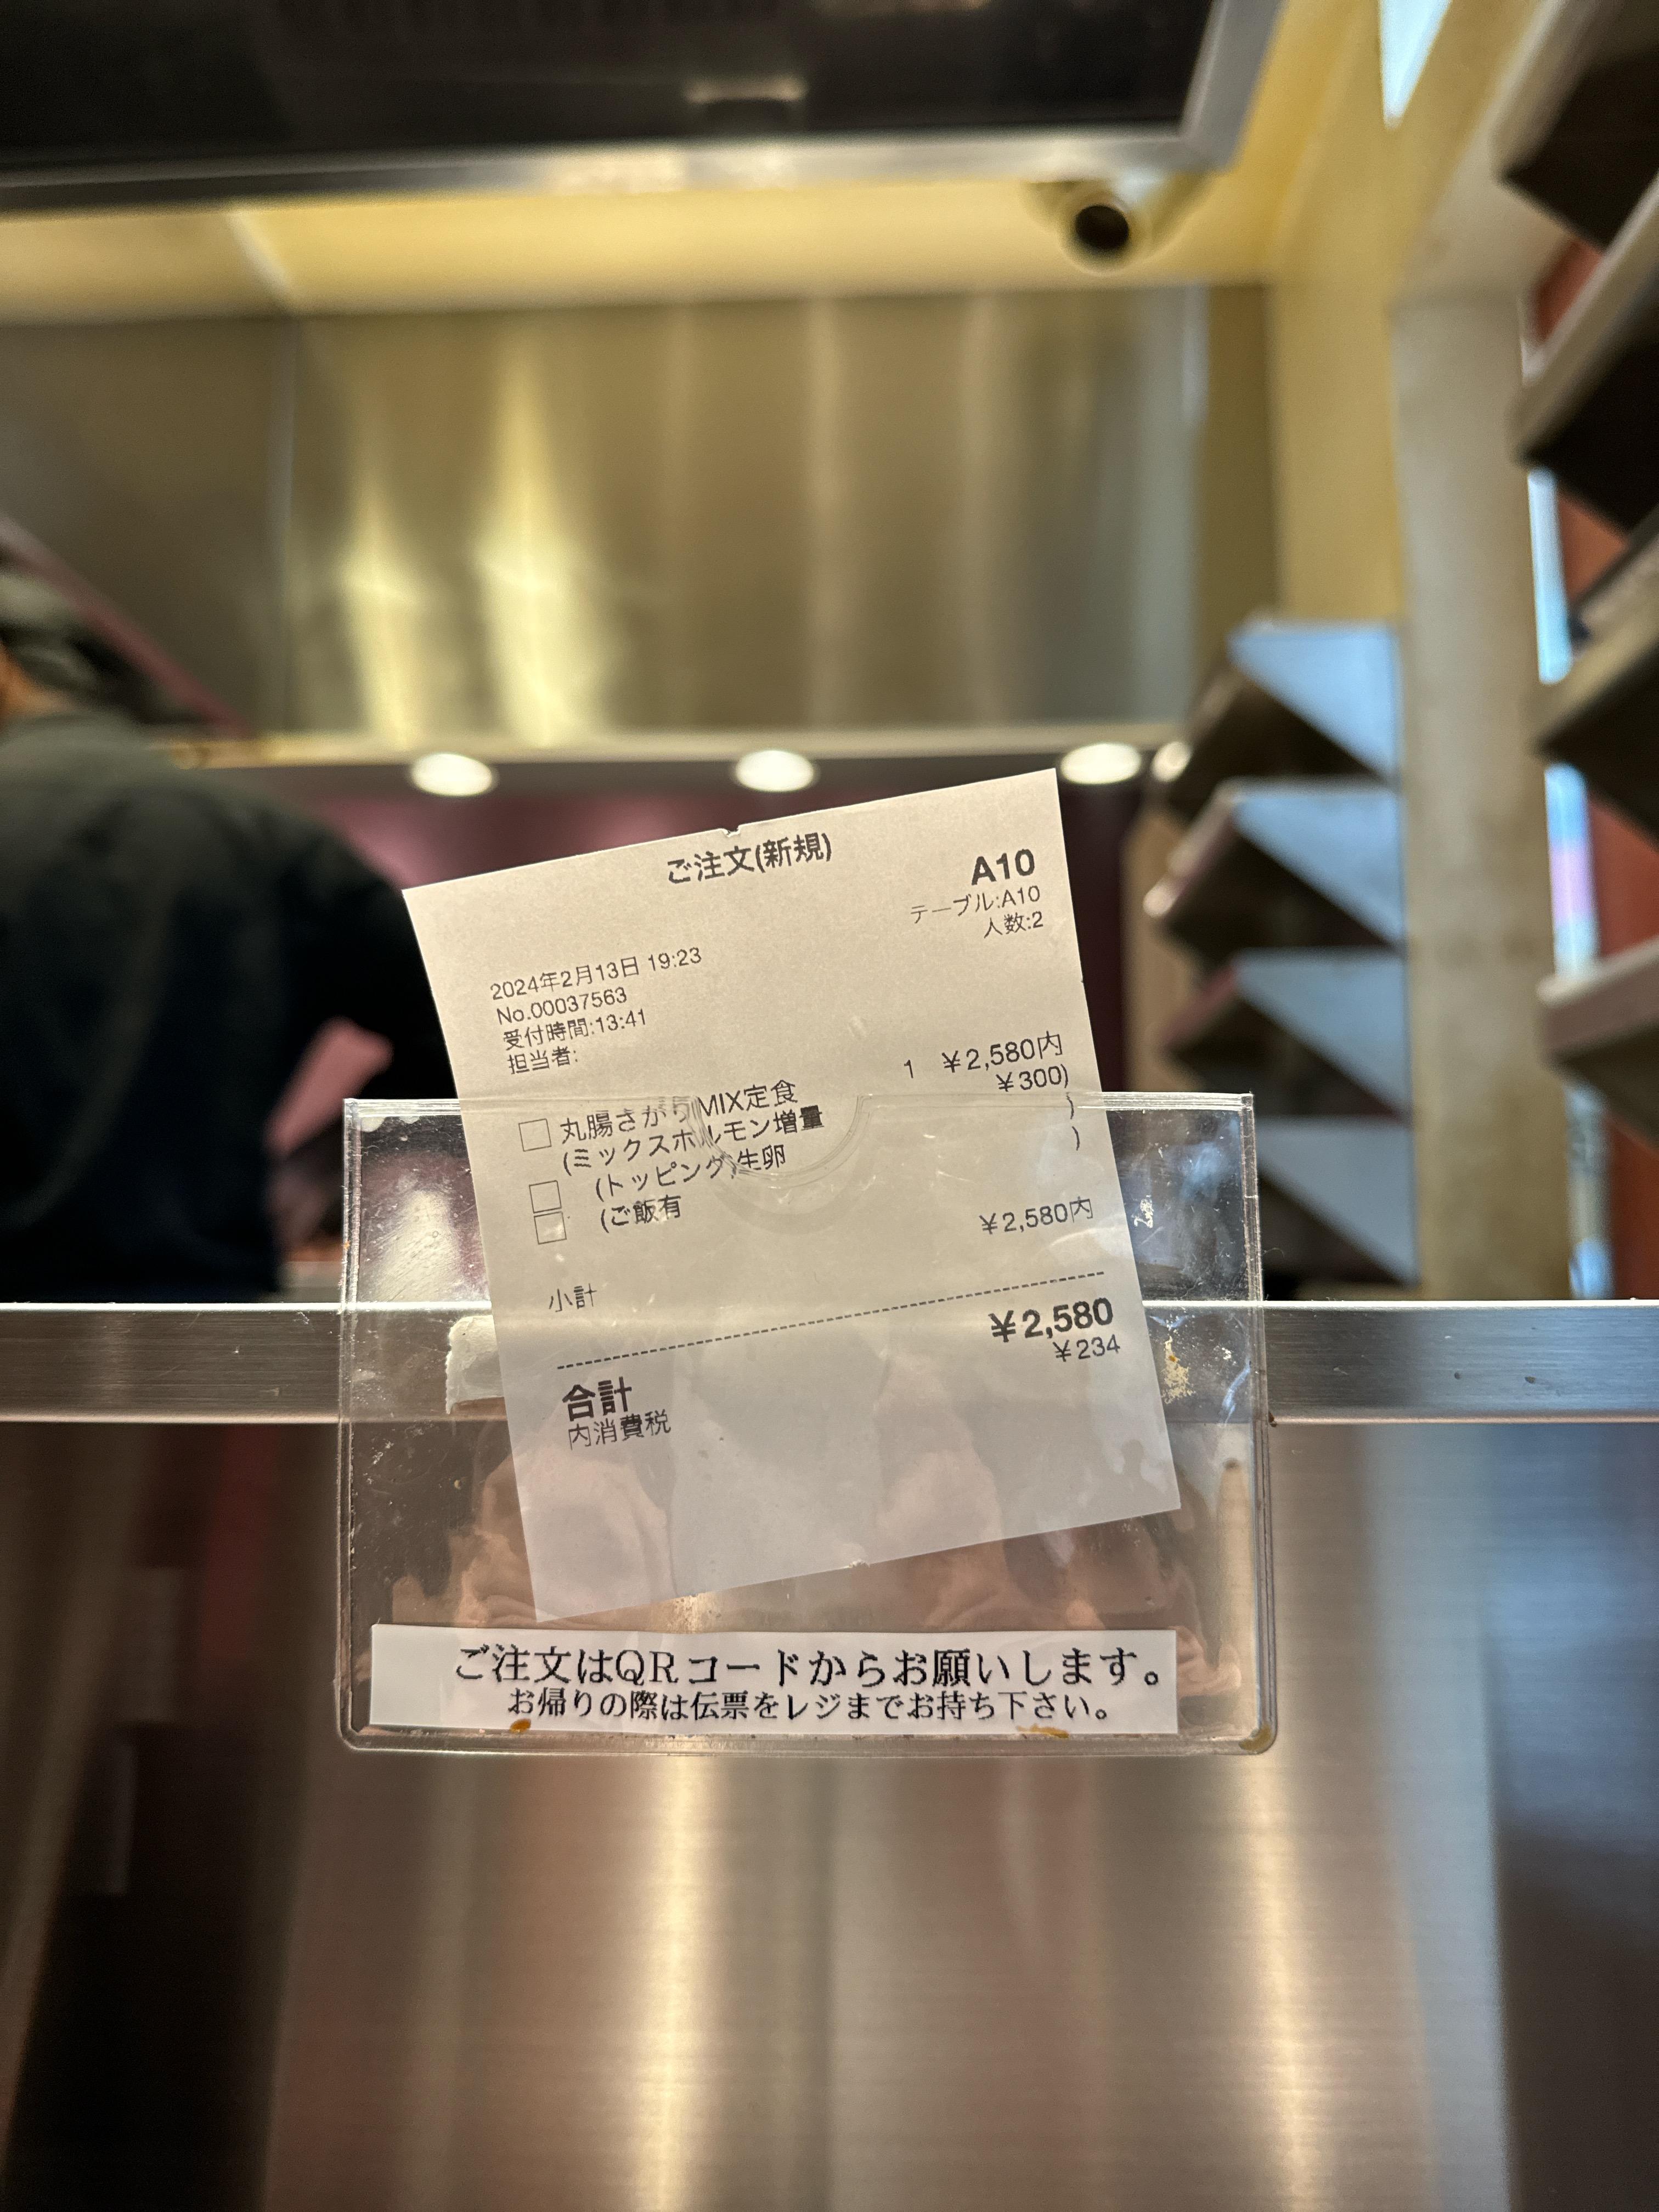 ご注文(新規)
A10
テーブル:A10
人数:2
2024年2月13日 19:23
No.00037563
受付時間:13:41
担当者:
丸腸さがりMIX定食 1 ¥2,580内
(ミックスホルモン増量 ¥300)
(トッピング)生卵 )
(ご飯有 )
小計 ¥2,580内
合計 ¥2,580
内消費税 ¥234
ご注文はQRコードからお願いします。
お帰りの際は伝票をレジまでお持ち下さい。